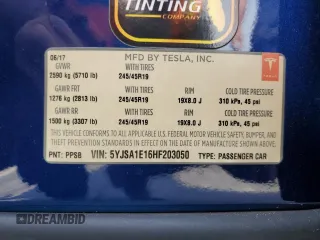 TINTING
COMPANY
06/17 MFD BY TESLA, INC.
GVWR WITH TIRES
2590 kg (5710 lb) 245/45R19
GAWR FRT WITH TIRES RIM COLD TIRE PRESSURE
1276 kg (2813 lb) 245/45R19 19X8.0 J 310 kPa, 45 psi
GAWR RR WITH TIRES RIM COLD TIRE PRESSURE
1500 kg (3307 lb) 245/45R19 19X8.0 J 310 kPa, 45 psi
THIS VEHICLE CONFORMS TO ALL APPLICABLE U.S. FEDERAL MOTOR VEHICLE SAFETY, BUMPER,
AND THEFT PREVENTION STANDARDS IN EFFECT ON THE DATE OF MANUFACTURE SHOWN ABOVE.
PNT: PPSB VIN: 5YJSA1E16HF203050 TYPE: PASSENGER CAR
DREAMBID
TESLA